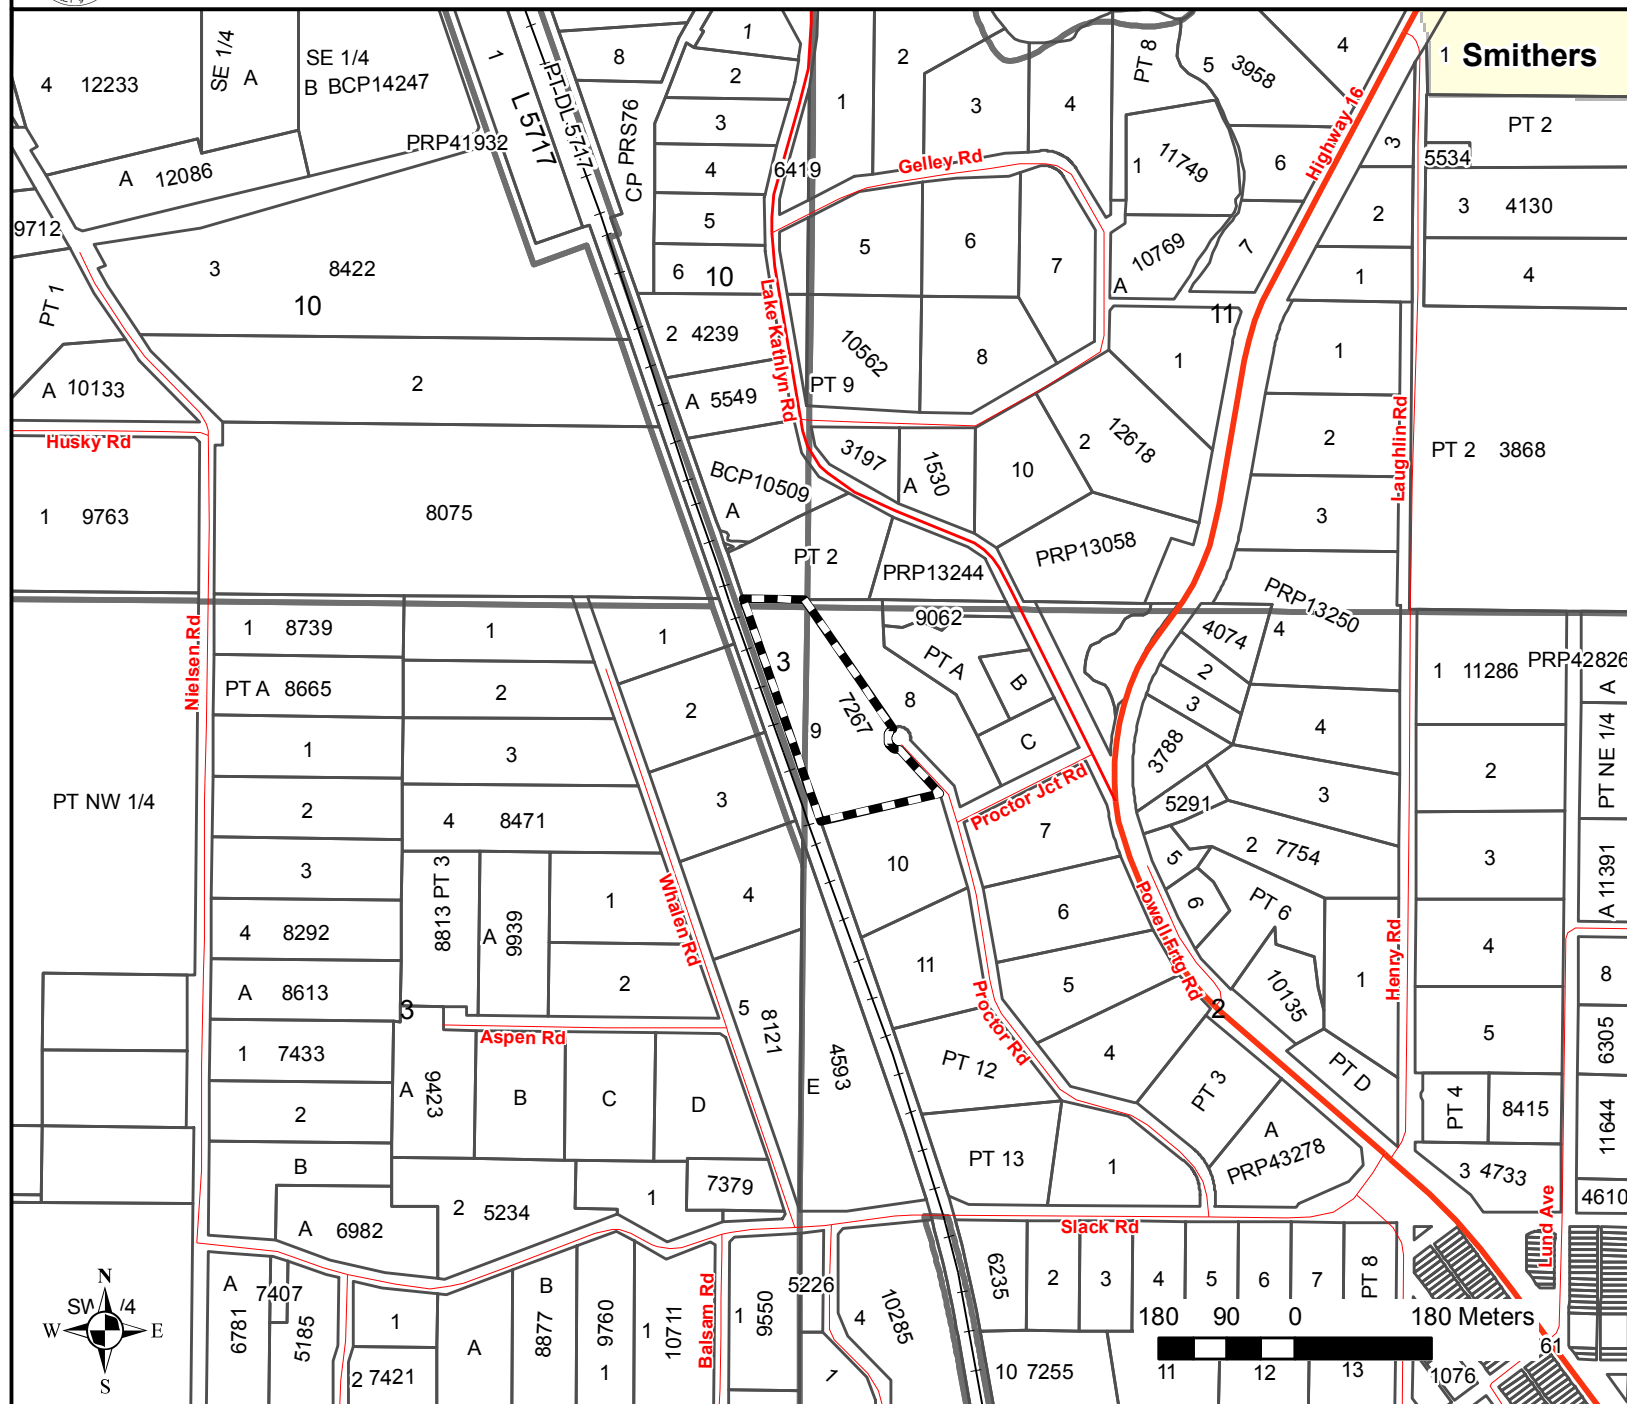 Smithers
1
4 12233
SE 1/4
A
SE 1/4
B BCP14247
1
L 5717
PT DL 5717
8
CP PRS76
1
2
3
4
5
6 10
6419
1
2
3
4
PT 8
5 3958
4
Highway 16
3
PT 2
5534
PRP41932
A 12086
9712
Gelley Rd
1 11749
6
2
3 4130
3 8422
10
PT 1
5
6
7
10769
A
7
1
4
11
2 4239
Lake Kathlyn Rd
10562
8
1
1
A 10133
2
A 5549
PT 9
Husky Rd
3197
A 1530
10
2 12618
2
Laughlin Rd
PT 2 3868
BCP10509
A
1 9763
8075
3
PT 2
PRP13244
PRP13058
PRP13250
Nielsen Rd
1 8739
1
1
3
9062
4074
4
1 11286
PRP42826
PT A 8665
2
2
9 7267
8
PT A
B
2
3
A
1
3
C
3788
4
2
PT NE 1/4
PT NW 1/4
2
4 8471
3
Proctor Jct Rd
5291
3
3
8813 PT 3
A 9939
1
Whalen Rd
4
10
7
5
2 7754
3
A 11391
4 8292
6
6
PT 6
Powell Frtg Rd
4
A 8613
3
2
5 8121
11
5
10135
1
Henry Rd
8
2
Aspen Rd
Proctor Rd
5
6305
1 7433
A 9423
B
C
D
E 4593
PT 12
4
PT 3
PT D
PT 4
8415
11644
2
B
PT 13
1
A
PRP43278
3 4733
4610
A 6982
2 5234
1
7379
Slack Rd
Lund Ave
N
W
E
S
SW /4
A
6781
7407
5185
1
2 7421
A
B
8877
9760
1
1 10711
Balsam Rd
1 9550
5226
4 10285
1
6235
2
3
4
5
6
7
PT 8
180 90 0 180 Meters
10 7255
11
12
13
1076
61